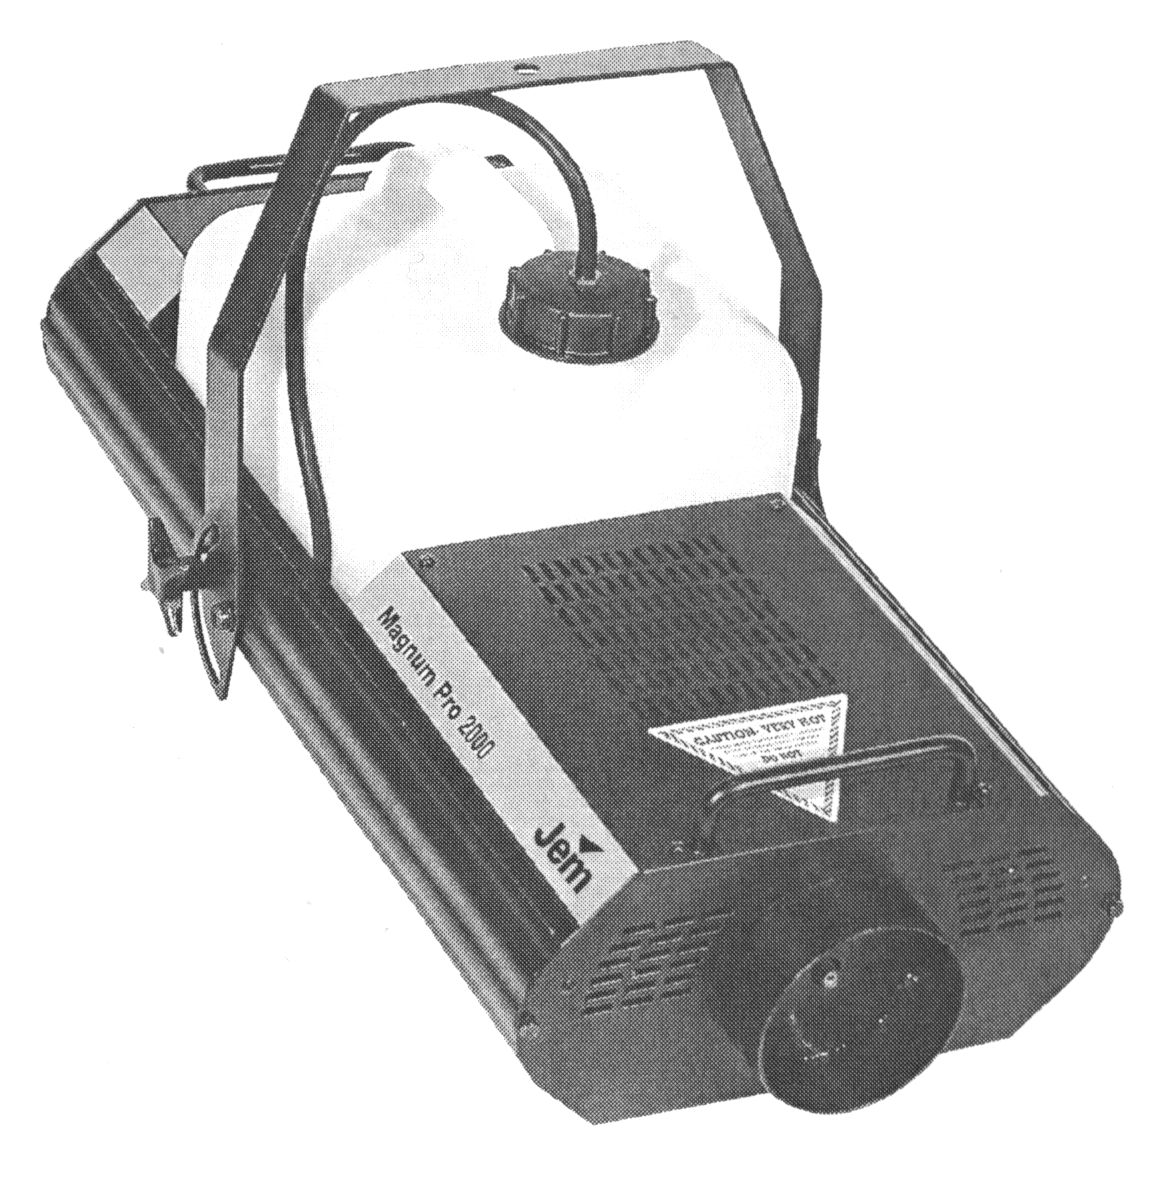 Magnum Pro 2000
Jem
CAUTION- VERY HOT
DO NOT